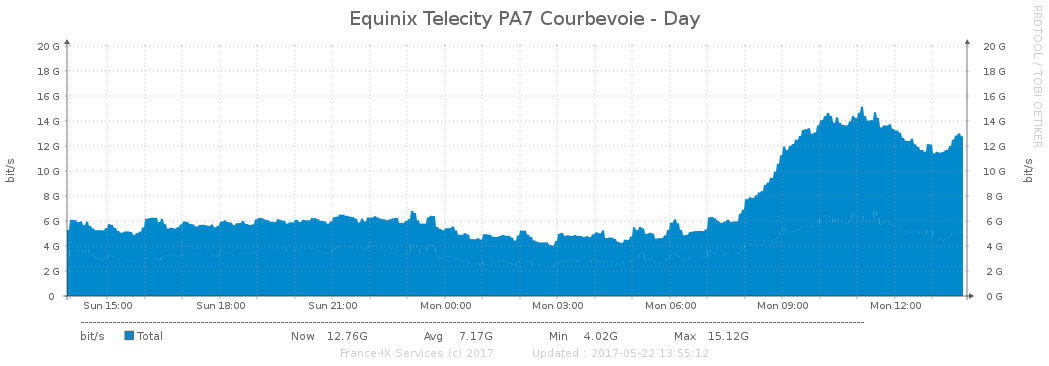 Equinix Telecity PA7 Courbevoie - Day
RRDTOOL / TOBI OETIKER
bit/s
20 G
18 G
16 G
14 G
12 G
10 G
8 G
6 G
4 G
2 G
0
20 G
18 G
16 G
14 G
12 G
10 G
8 G
6 G
4 G
2 G
0 G
bit/s
Sun 15:00 Sun 18:00 Sun 21:00 Mon 00:00 Mon 03:00 Mon 06:00 Mon 09:00 Mon 12:00
bit/s Total Now 12.76G Avg 7.17G Min 4.02G Max 15.12G
France-IX Services (c) 2017 Updated : 2017-05-22 13:55:12